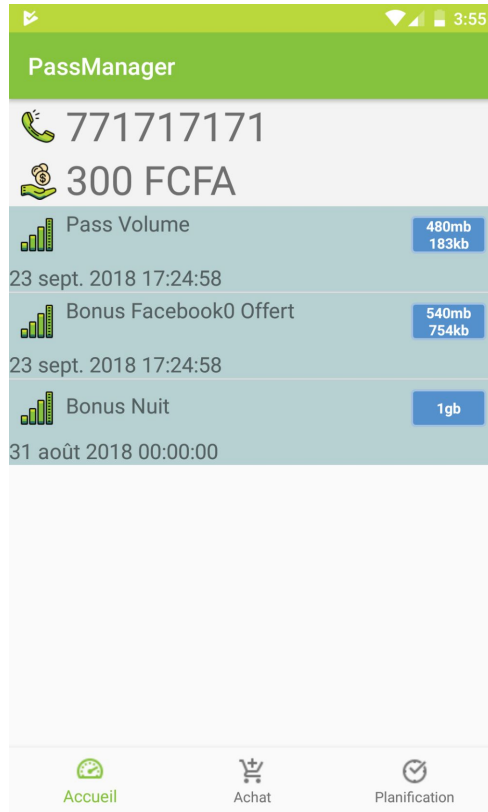 3:55
PassManager
771717171
300 FCFA
Pass Volume
480mb
183kb
23 sept. 2018 17:24:58
Bonus Facebook0 Offert
540mb
754kb
23 sept. 2018 17:24:58
Bonus Nuit
1gb
31 août 2018 00:00:00
Accueil
Achat
Planification